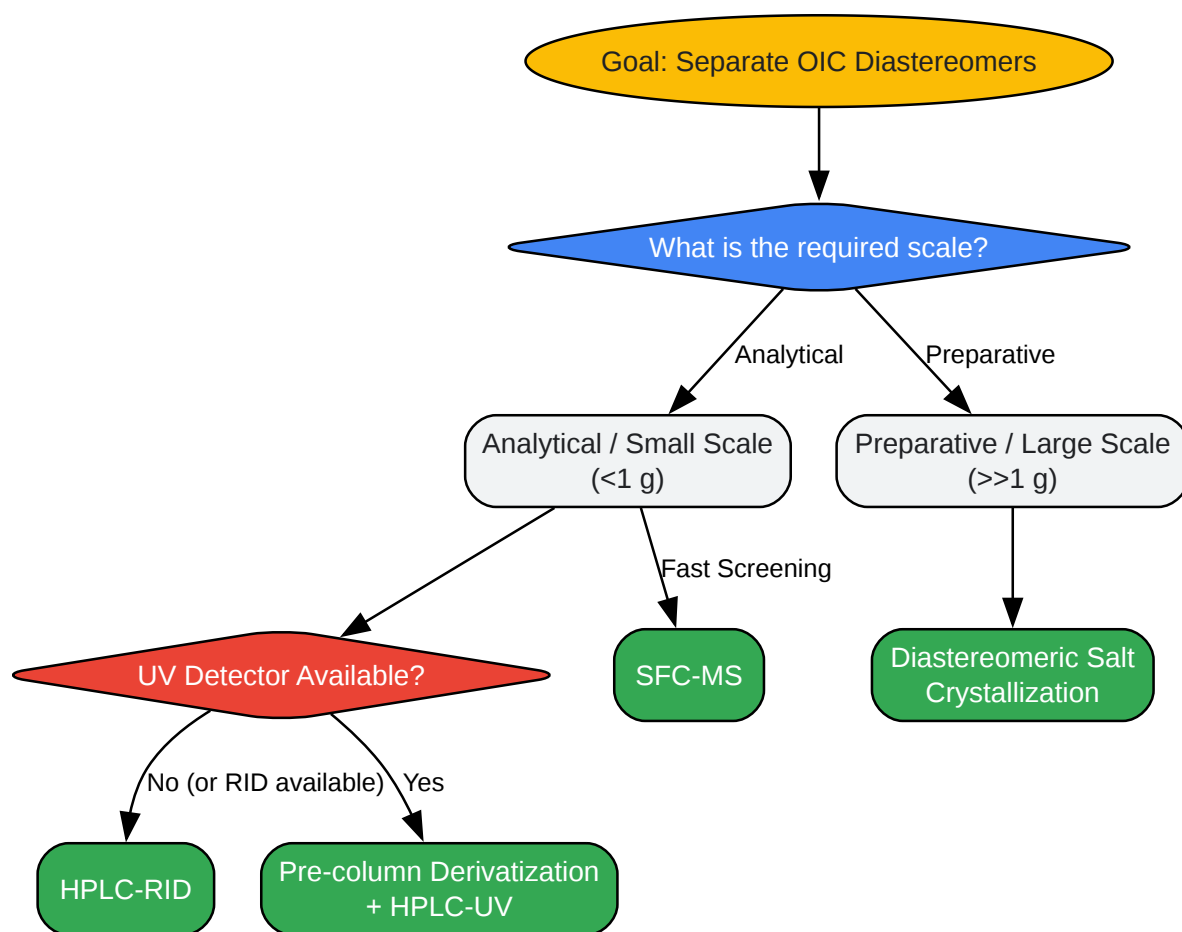 Goal: Separate OIC Diastereomers
What is the required scale?
Analytical
Preparative
Analytical / Small Scale
(<1 g)
Preparative / Large Scale
(>>1 g)
Fast Screening
UV Detector Available?
SFC-MS
Diastereomeric Salt
Crystallization
No (or RID available)
Yes
HPLC-RID
Pre-column Derivatization
+ HPLC-UV